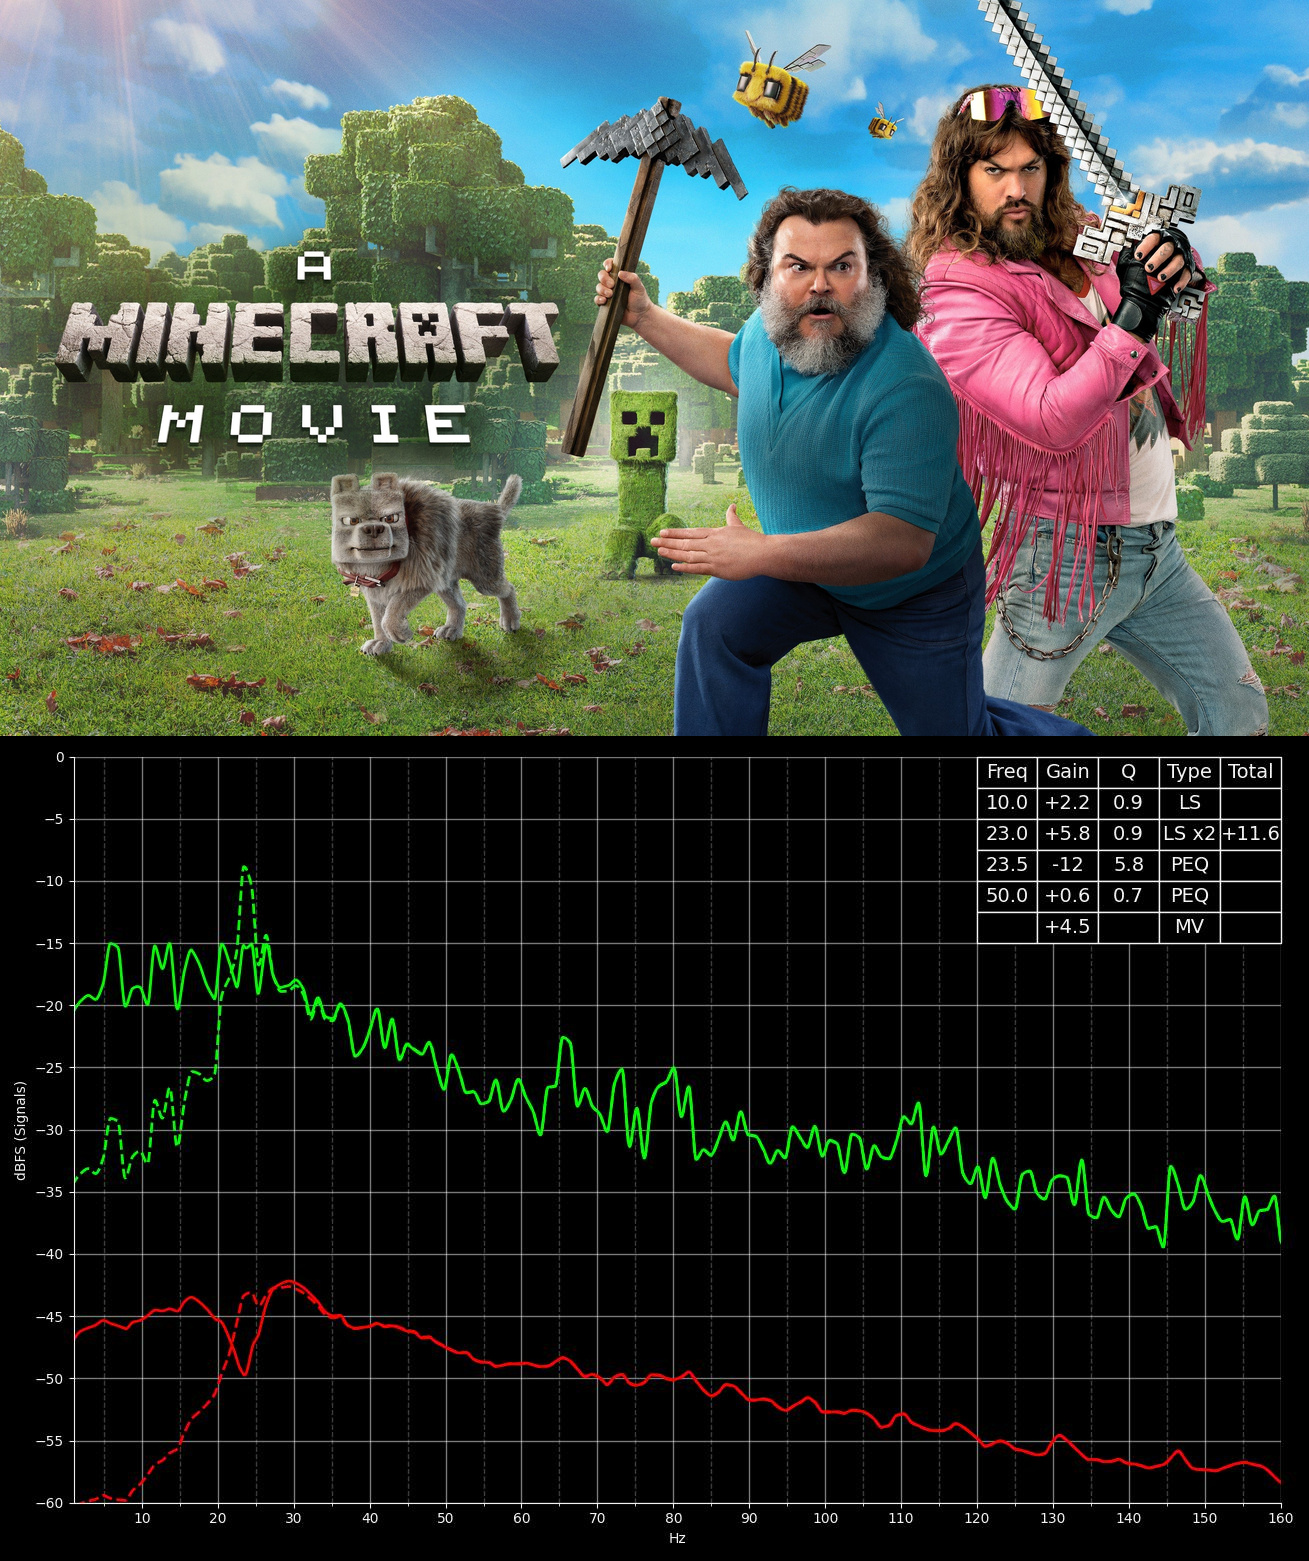 A
MINECRAFT
MOVIE
Freq Gain Q Type Total
10.0 +2.2 0.9 LS
23.0 +5.8 0.9 LS x2 +11.6
23.5 -12 5.8 PEQ
50.0 +0.6 0.7 PEQ
+4.5 MV
0
−5
−10
−15
−20
−25
−30
−35
−40
−45
−50
−55
−60
dBFS (Signals)
10 20 30 40 50 60 70 80 90 100 110 120 130 140 150 160
Hz